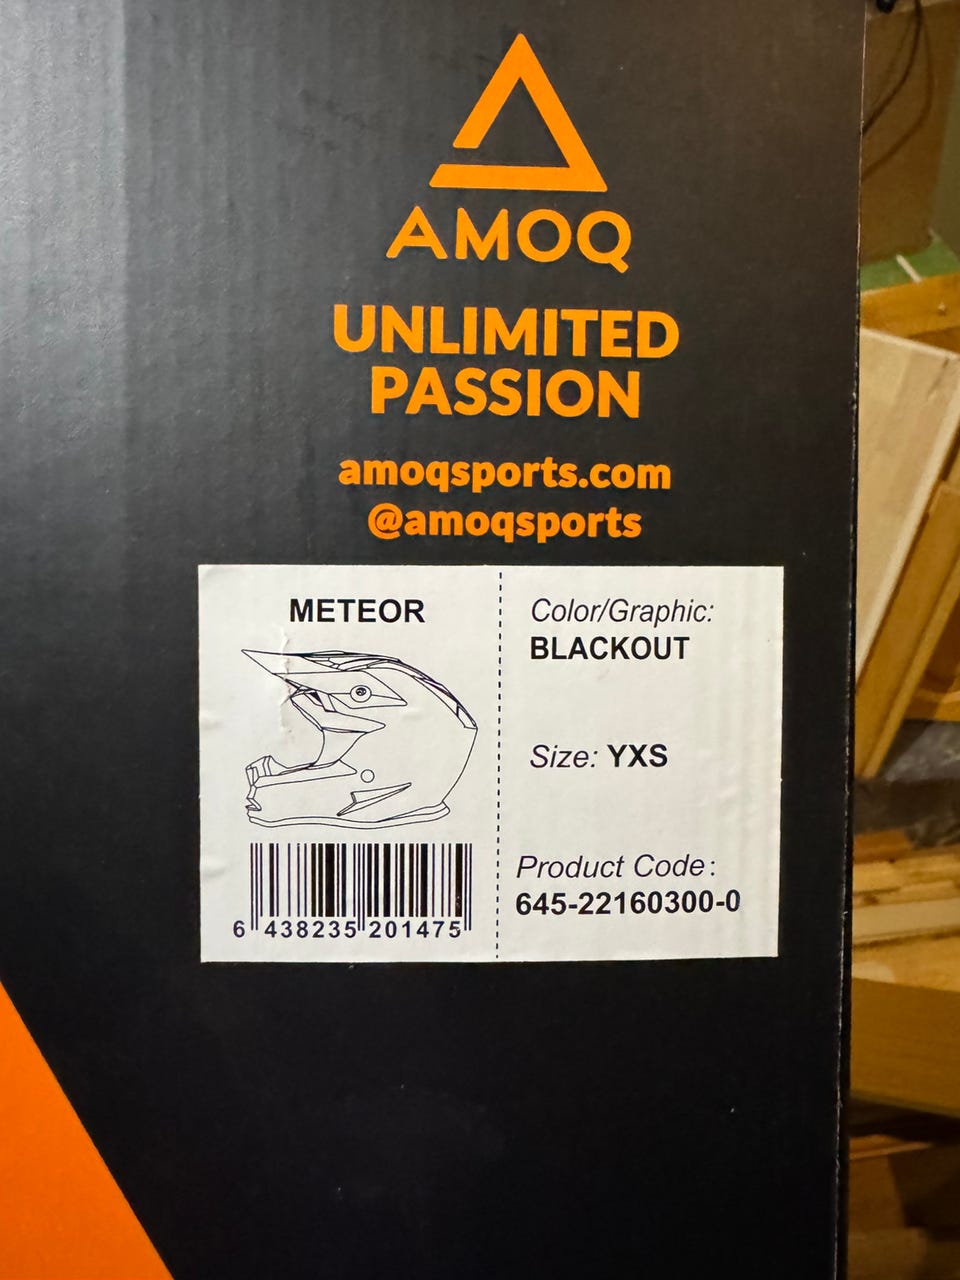 AMOQ
UNLIMITED
PASSION
amoqsports.com
@amoqsports
METEOR
6 438235 201475
Color/Graphic:
BLACKOUT
Size: YXS
Product Code:
645-22160300-0